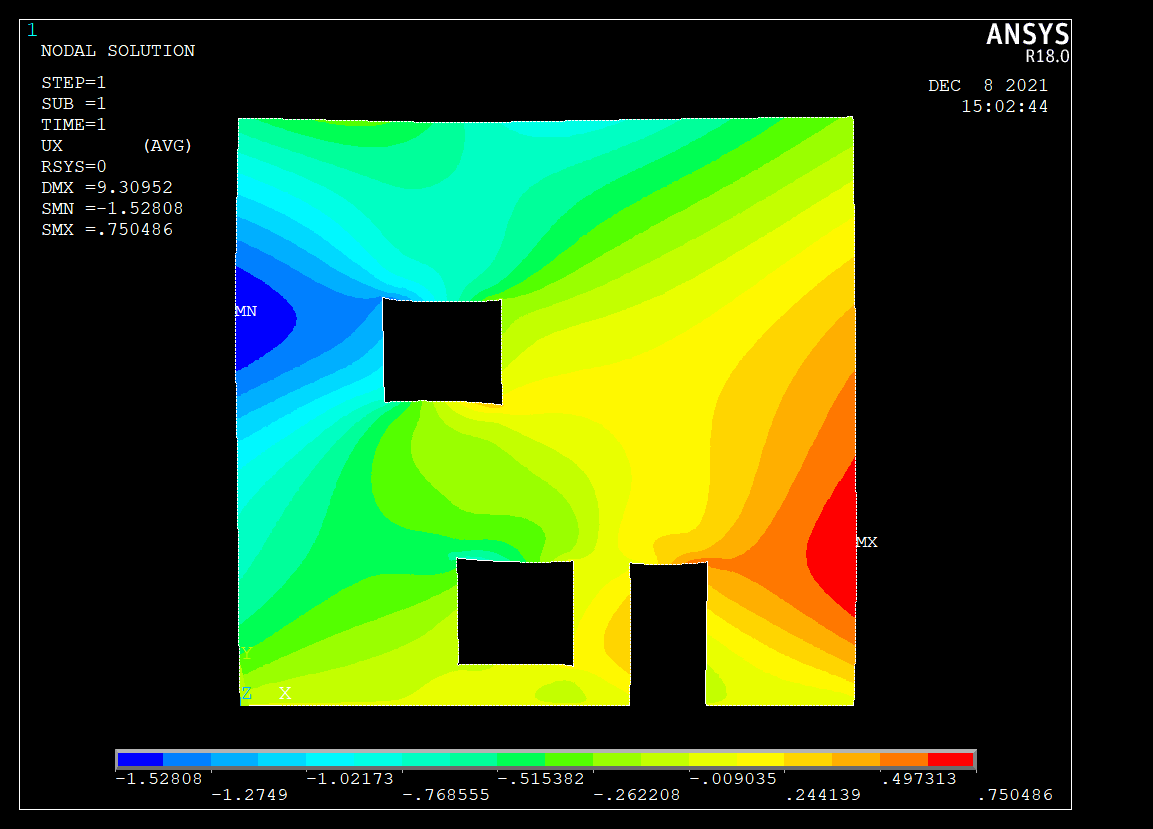 1
ANSYS
R18.0
NODAL SOLUTION
STEP=1
SUB =1
TIME=1
UX (AVG)
RSYS=0
DMX =9.30952
SMN =-1.52808
SMX =.750486
DEC 8 2021
15:02:44
MN
MX
Y
Z X
-1.52808 -1.02173 -.515382 -.009035 .497313
-1.2749 -.768555 -.262208 .244139 .750486